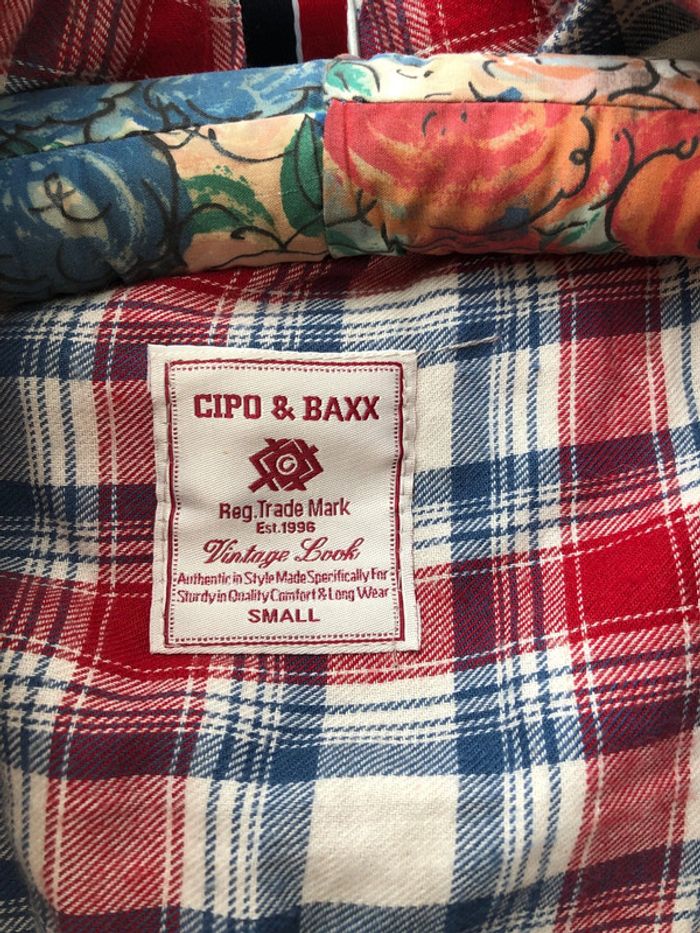 CIPO & BAXX
Reg. Trade Mark
Est.1996
Vintage Look
Authentic in Style Made Specifically For
Sturdy in Quality Comfort & Long Wear
SMALL